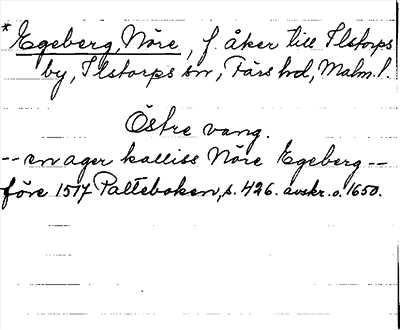 * Egeberg, Nöre, f. åker till Ilstorps
by, Ilstorps sn, Färs hd, Malm. l.
Östre vang.
-- en ager kalliss Nöre Egeberg --
före 1517 Palteboken, s. 426. avskr. o. 1650.